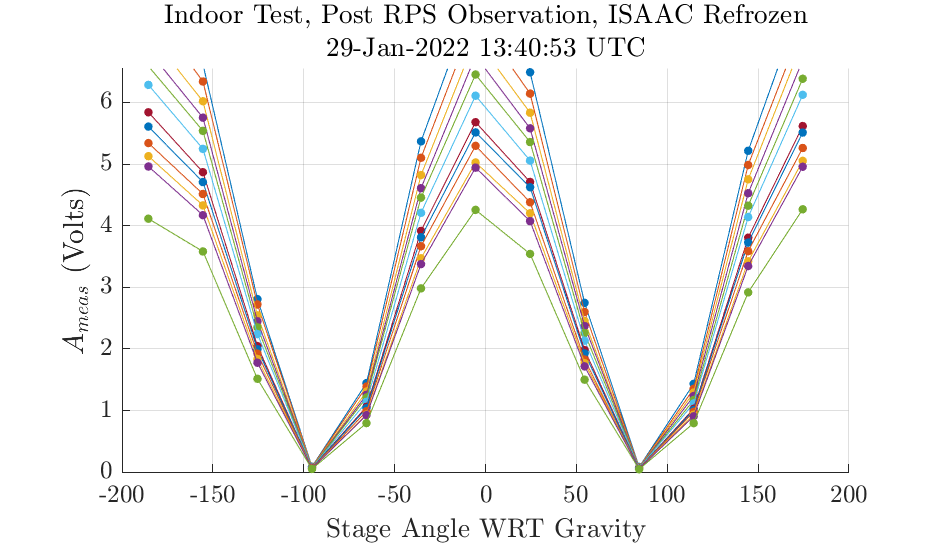 Indoor Test, Post RPS Observation, ISAAC Refrozen
29-Jan-2022 13:40:53 UTC
A_meas (Volts)
6
5
4
3
2
1
0
-200 -150 -100 -50 0 50 100 150 200
Stage Angle WRT Gravity